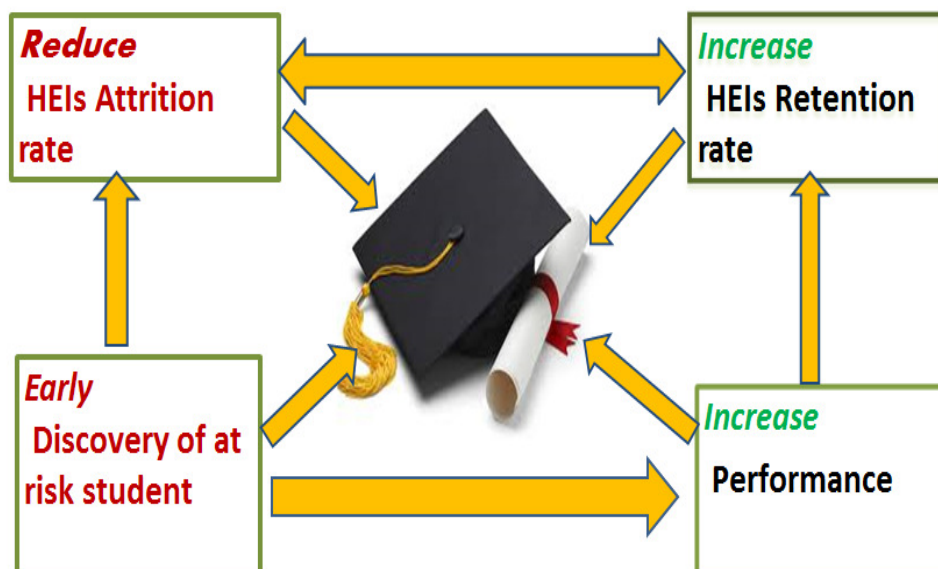 Reduce
HEIs Attrition
rate
Increase
HEIs Retention
rate
Early
Discovery of at
risk student
Increase
Performance